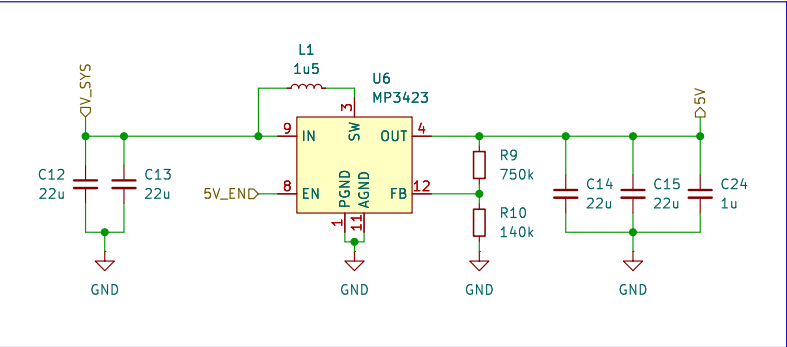 L1
1u5
V_SYS
5V
U6
MP3423
3
9
IN
SW
OUT
4
R9
750k
C12
22u
C13
22u
5V_EN
8
EN
PGND
AGND
FB
12
C14
22u
C15
22u
C24
1u
R10
140k
1
11
GND
GND
GND
GND